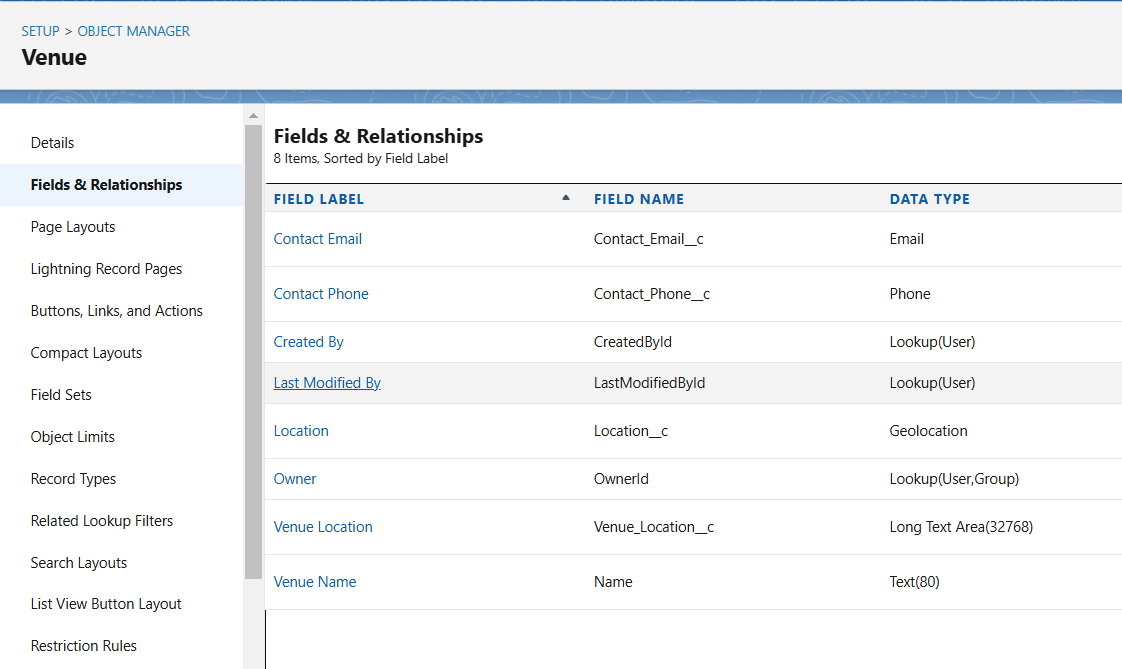 SETUP > OBJECT MANAGER
Venue
Details
Fields & Relationships
Page Layouts
Lightning Record Pages
Buttons, Links, and Actions
Compact Layouts
Field Sets
Object Limits
Record Types
Related Lookup Filters
Search Layouts
List View Button Layout
Restriction Rules
Fields & Relationships
8 Items, Sorted by Field Label
FIELD LABEL FIELD NAME DATA TYPE
Contact Email Contact_Email__c Email
Contact Phone Contact_Phone__c Phone
Created By CreatedById Lookup(User)
Last Modified By LastModifiedById Lookup(User)
Location Location__c Geolocation
Owner OwnerId Lookup(User,Group)
Venue Location Venue_Location__c Long Text Area(32768)
Venue Name Name Text(80)